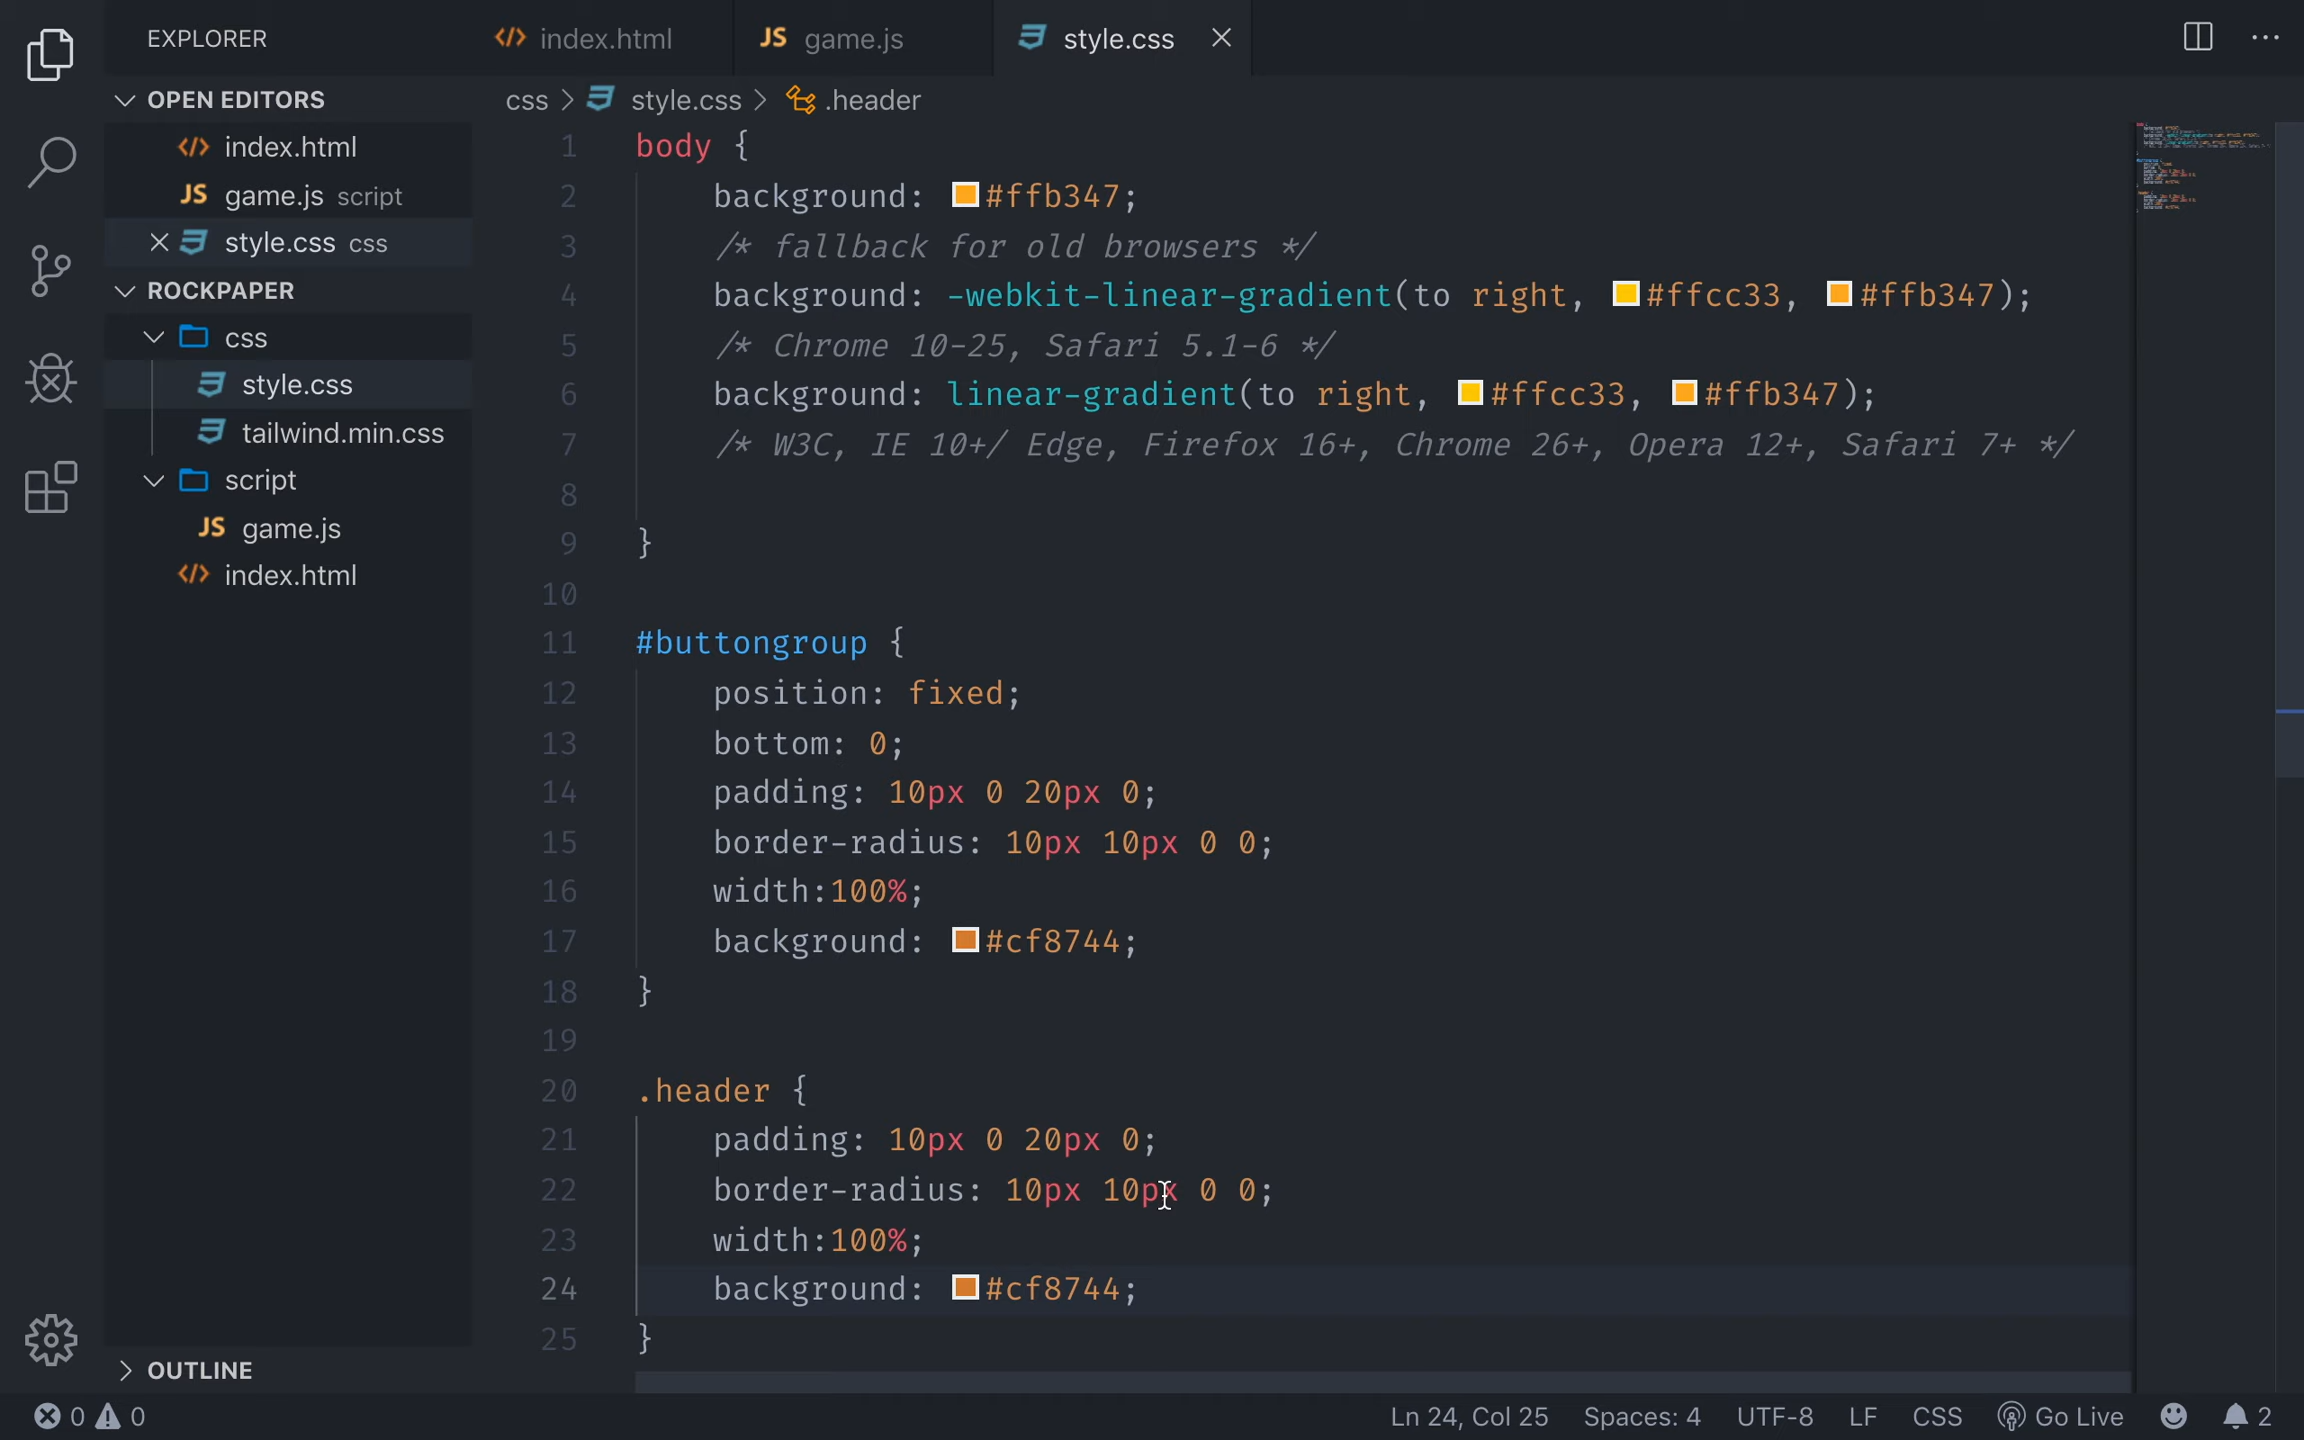 EXPLORER
</> index.html
JS game.js
style.css
OPEN EDITORS
</> index.html
JS game.js script
style.css css
ROCKPAPER
css
style.css
tailwind.min.css
script
JS game.js
</> index.html
OUTLINE
css > style.css > .header
1 body {
2 background: #ffb347;
3 /* fallback for old browsers */
4 background: -webkit-linear-gradient(to right, #ffcc33, #ffb347);
5 /* Chrome 10-25, Safari 5.1-6 */
6 background: linear-gradient(to right, #ffcc33, #ffb347);
7 /* W3C, IE 10+/ Edge, Firefox 16+, Chrome 26+, Opera 12+, Safari 7+ */
8
9 }
10
11 #buttongroup {
12 position: fixed;
13 bottom: 0;
14 padding: 10px 0 20px 0;
15 border-radius: 10px 10px 0 0;
16 width:100%;
17 background: #cf8744;
18 }
19
20 .header {
21 padding: 10px 0 20px 0;
22 border-radius: 10px 10px 0 0;
23 width:100%;
24 background: #cf8744;
25 }
0 0
Ln 24, Col 25 Spaces: 4 UTF-8 LF CSS Go Live 2